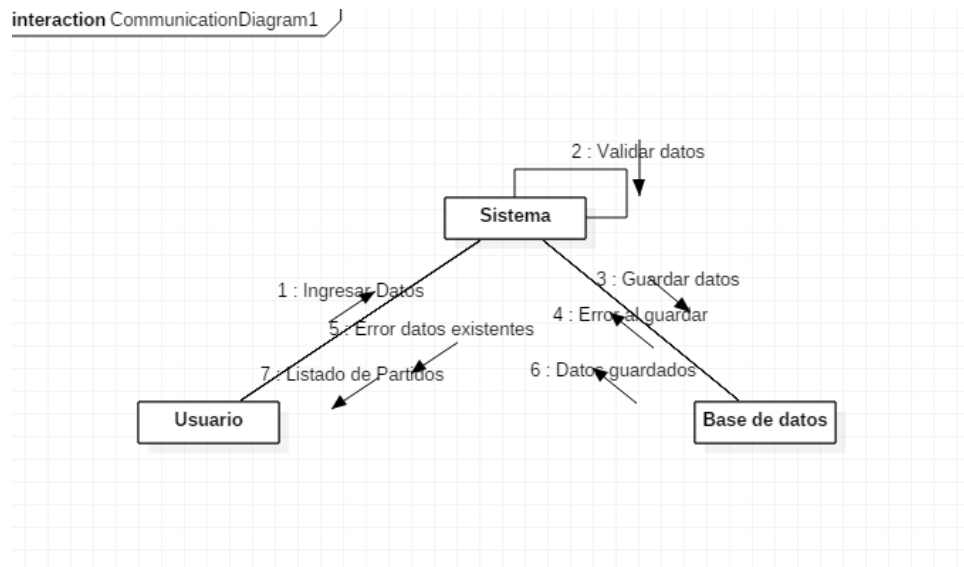 interaction CommunicationDiagram1
2 : Validar datos
Sistema
3 : Guardar datos
1 : Ingresar Datos
4 : Error al guardar
5 : Error datos existentes
6 : Datos guardados
7 : Listado de Partidos
Usuario
Base de datos